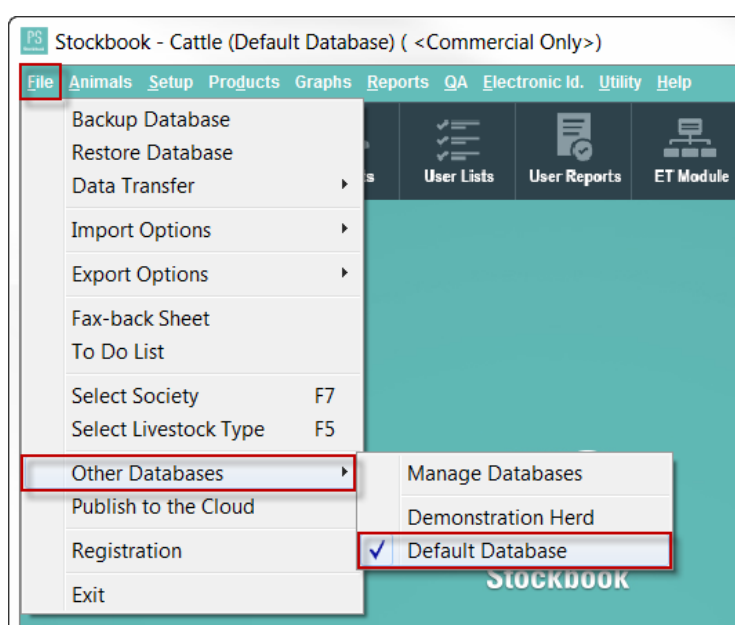 PS
Stockbook - Cattle (Default Database) ( <Commercial Only>)
File Animals Setup Products Graphs Reports QA Electronic Id. Utility Help
Backup Database
Restore Database
Data Transfer
Import Options
Export Options
Fax-back Sheet
To Do List
Select Society F7
Select Livestock Type F5
Other Databases
Publish to the Cloud
Registration
Exit
User Lists User Reports ET Module
Manage Databases
Demonstration Herd
Default Database
Stockbook